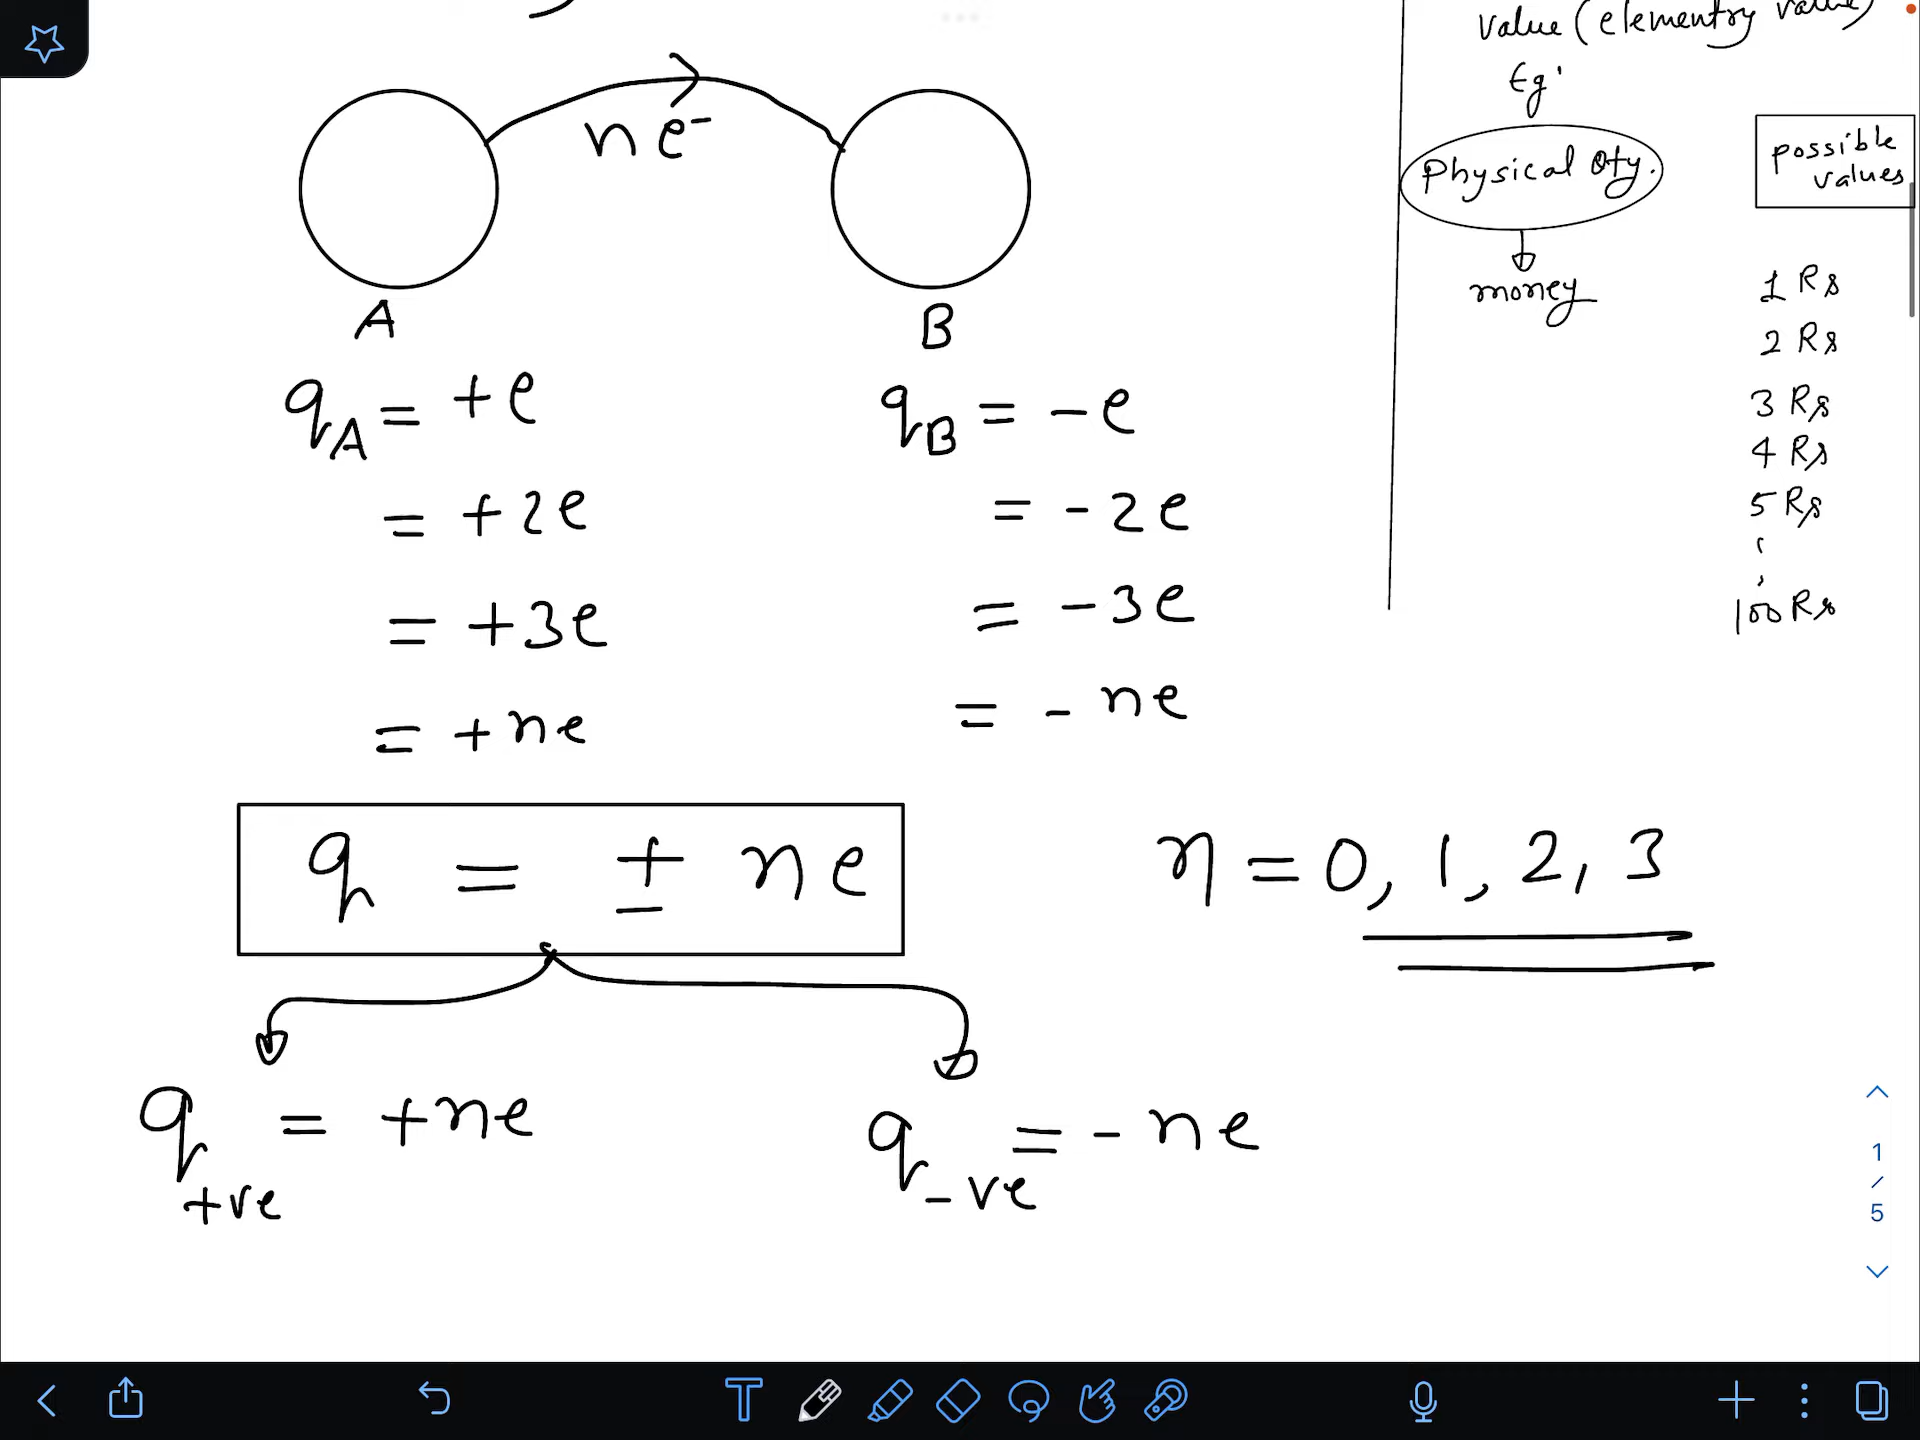 ne⁻
A
B
qA = +e
= +2e
= +3e
= +ne
qB = -e
= -2e
= -3e
= -ne
q = ± ne
n = 0, 1, 2, 3
q+ve = +ne
q-ve = -ne
value (elementry value)
Eg'
Physical Qty.
money
possible
values
1 Rs
2 Rs
3 Rs
4 Rs
5 Rs
100 Rs
1
/
5
T